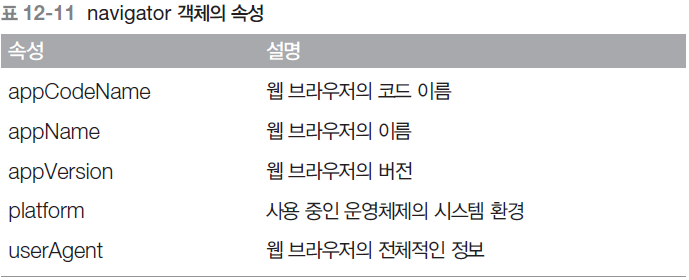 표 12-11 navigator 객체의 속성
속성 설명
appCodeName 웹 브라우저의 코드 이름
appName 웹 브라우저의 이름
appVersion 웹 브라우저의 버전
platform 사용 중인 운영체제의 시스템 환경
userAgent 웹 브라우저의 전체적인 정보